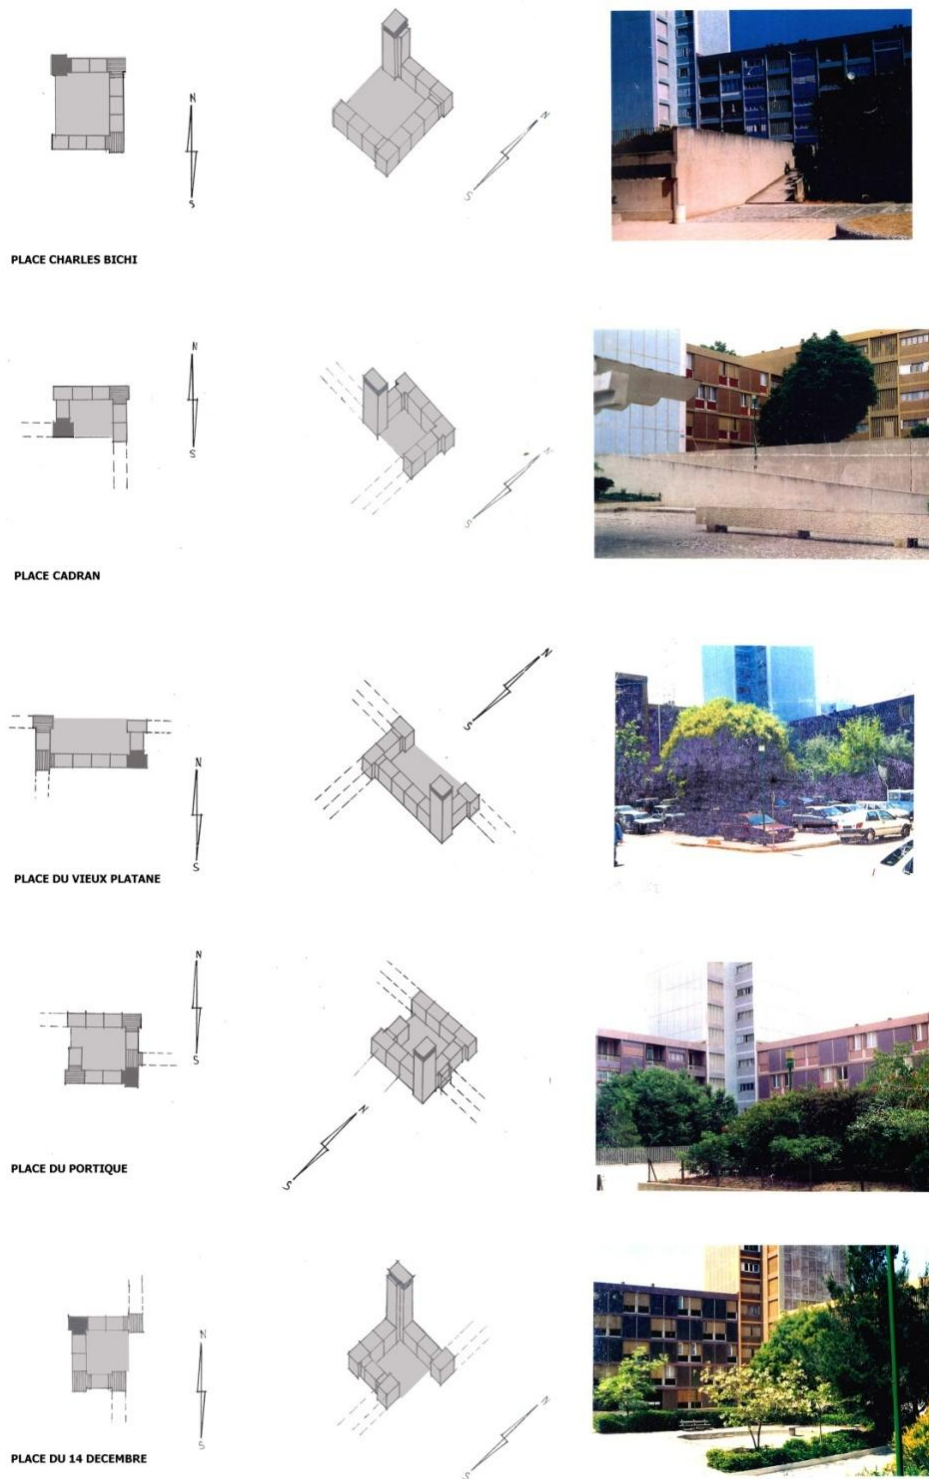 N
S
N
S
PLACE CHARLES BICHI
N
S
N
S
PLACE CADRAN
N
S
N
S
PLACE DU VIEUX PLATANE
N
S
N
S
PLACE DU PORTIQUE
N
S
N
S
PLACE DU 14 DECEMBRE